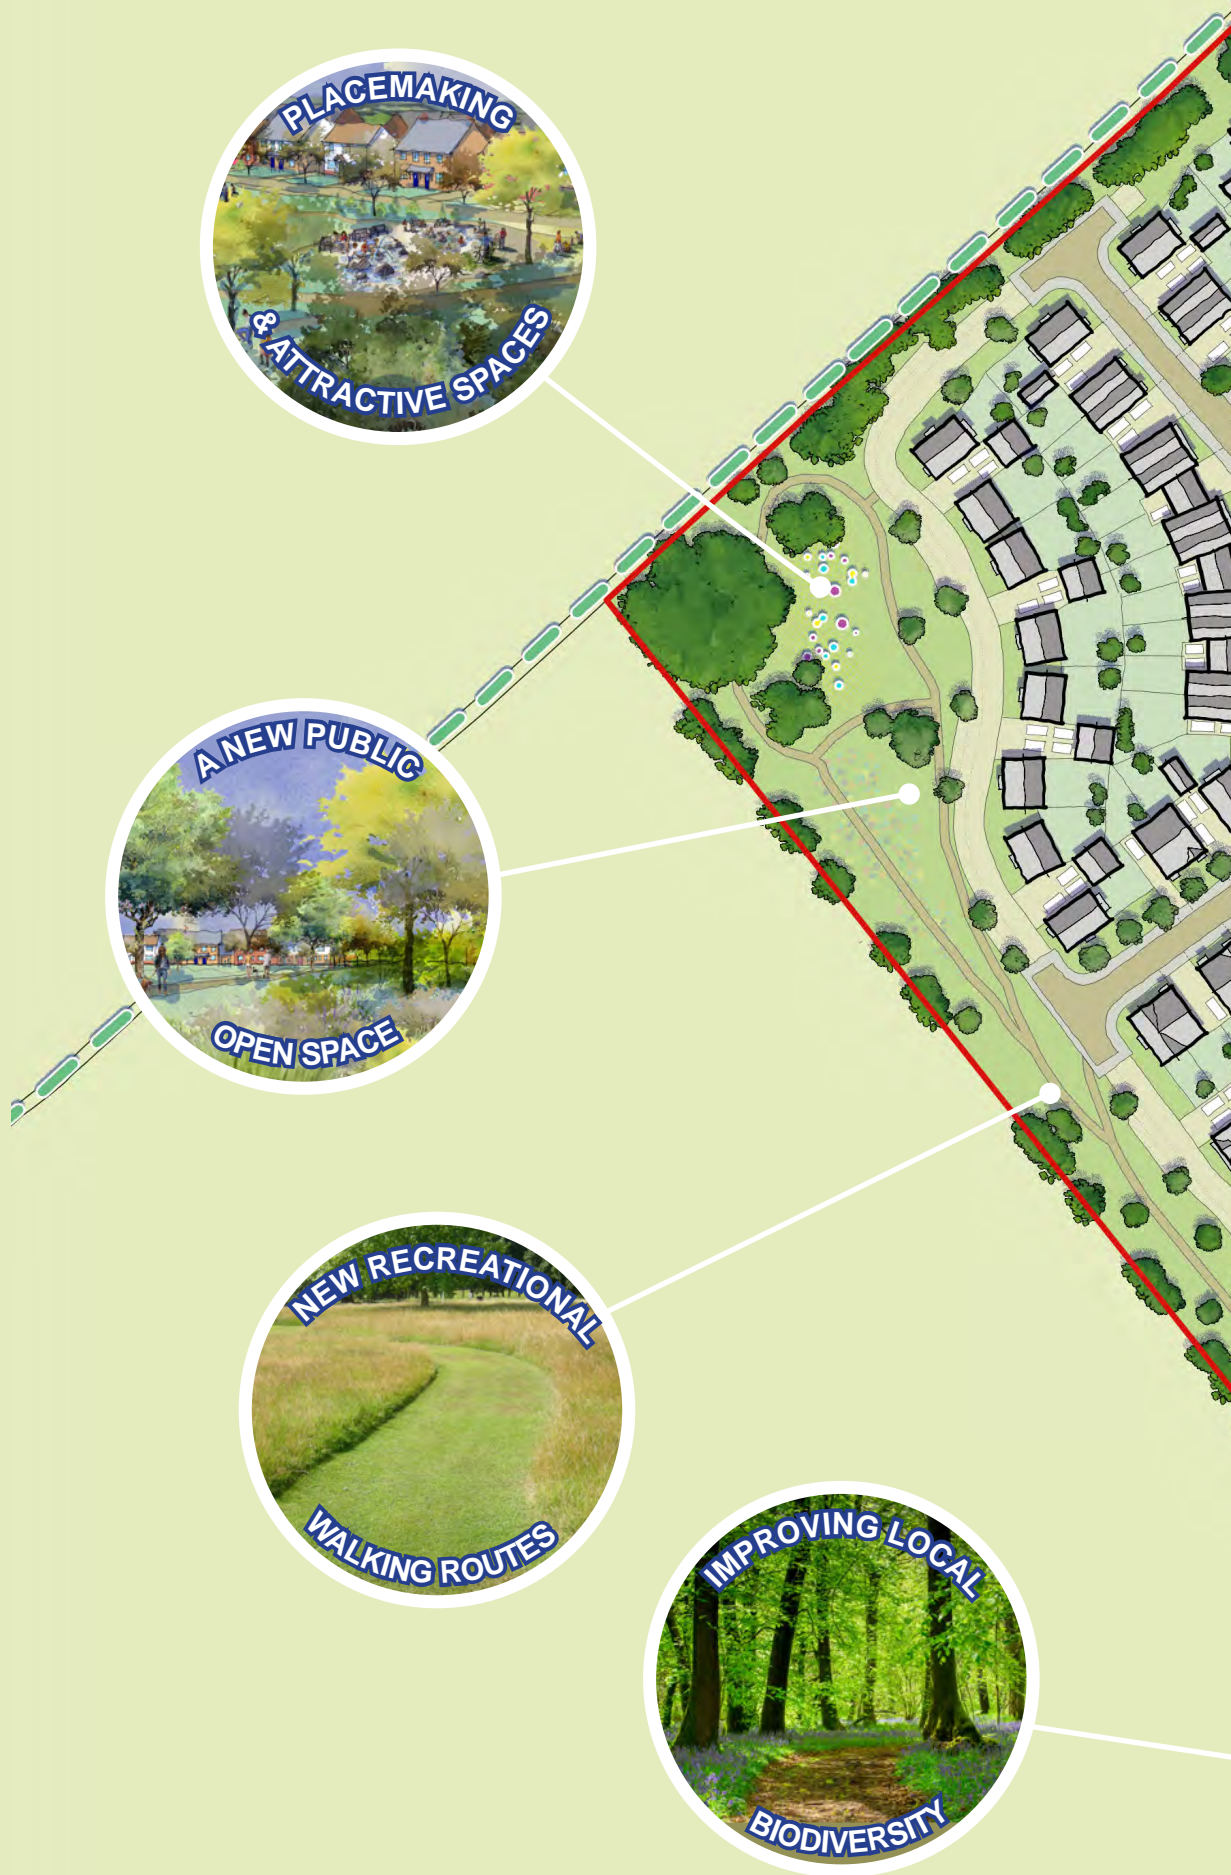 PLACEMAKING
& ATTRACTIVE SPACES
A NEW PUBLIC
OPEN SPACE
NEW RECREATIONAL
WALKING ROUTES
IMPROVING LOCAL
BIODIVERSITY